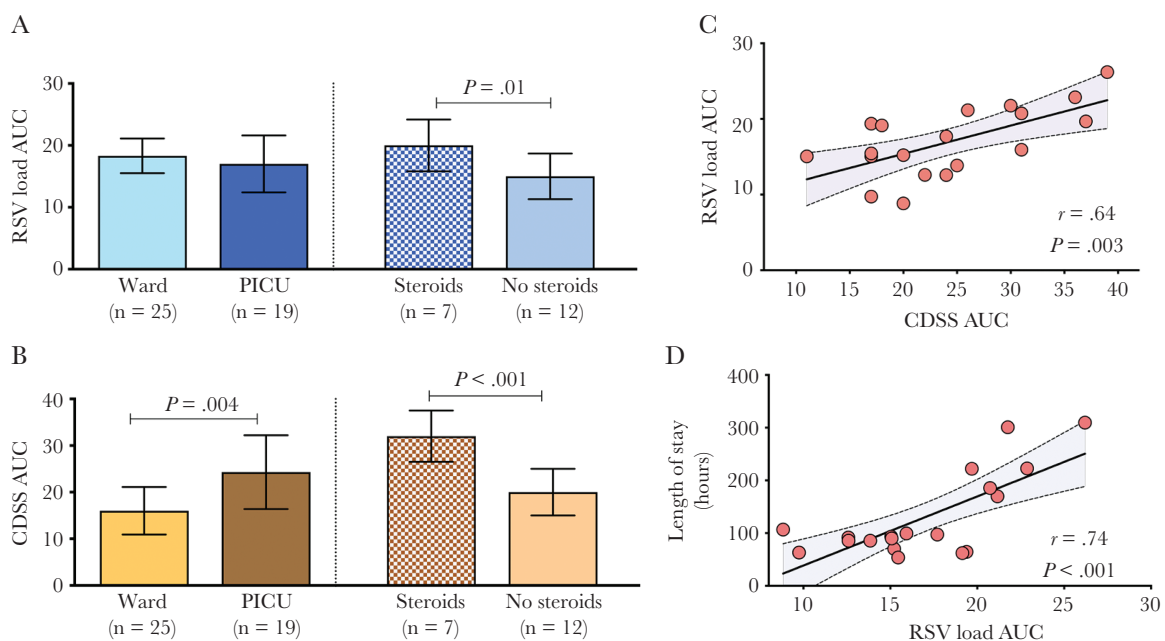 A
RSV load AUC
30
20
10
0
P = .01
Ward
(n = 25)
PICU
(n = 19)
Steroids
(n = 7)
No steroids
(n = 12)
B
CDSS AUC
40
30
20
10
0
P = .004
P < .001
Ward
(n = 25)
PICU
(n = 19)
Steroids
(n = 7)
No steroids
(n = 12)
C
RSV load AUC
30
20
10
0
r = .64
P = .003
10 15 20 25 30 35 40
CDSS AUC
D
Length of stay
(hours)
400
300
200
100
0
r = .74
P < .001
10 15 20 26 30
RSV load AUC